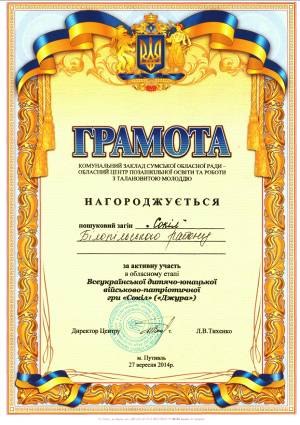 ГРАМОТА
КОМУНАЛЬНИЙ ЗАКЛАД СУМСЬКОЇ ОБЛАСНОЇ РАДИ –
ОБЛАСНИЙ ЦЕНТР ПОЗАШКІЛЬНОЇ ОСВІТИ ТА РОБОТИ
З ТАЛАНОВИТОЮ МОЛОДДЮ
НАГОРОДЖУЄТЬСЯ
пошуковий загін „Сокіл"
Білопільського району
за активну участь
в обласному етапі
Всеукраїнської дитячо-юнацької
військово-патріотичної
гри «Сокіл» («Джура»)
Директор Центру Л.В.Тихенко
м. Путивль
27 вересня 2014р.